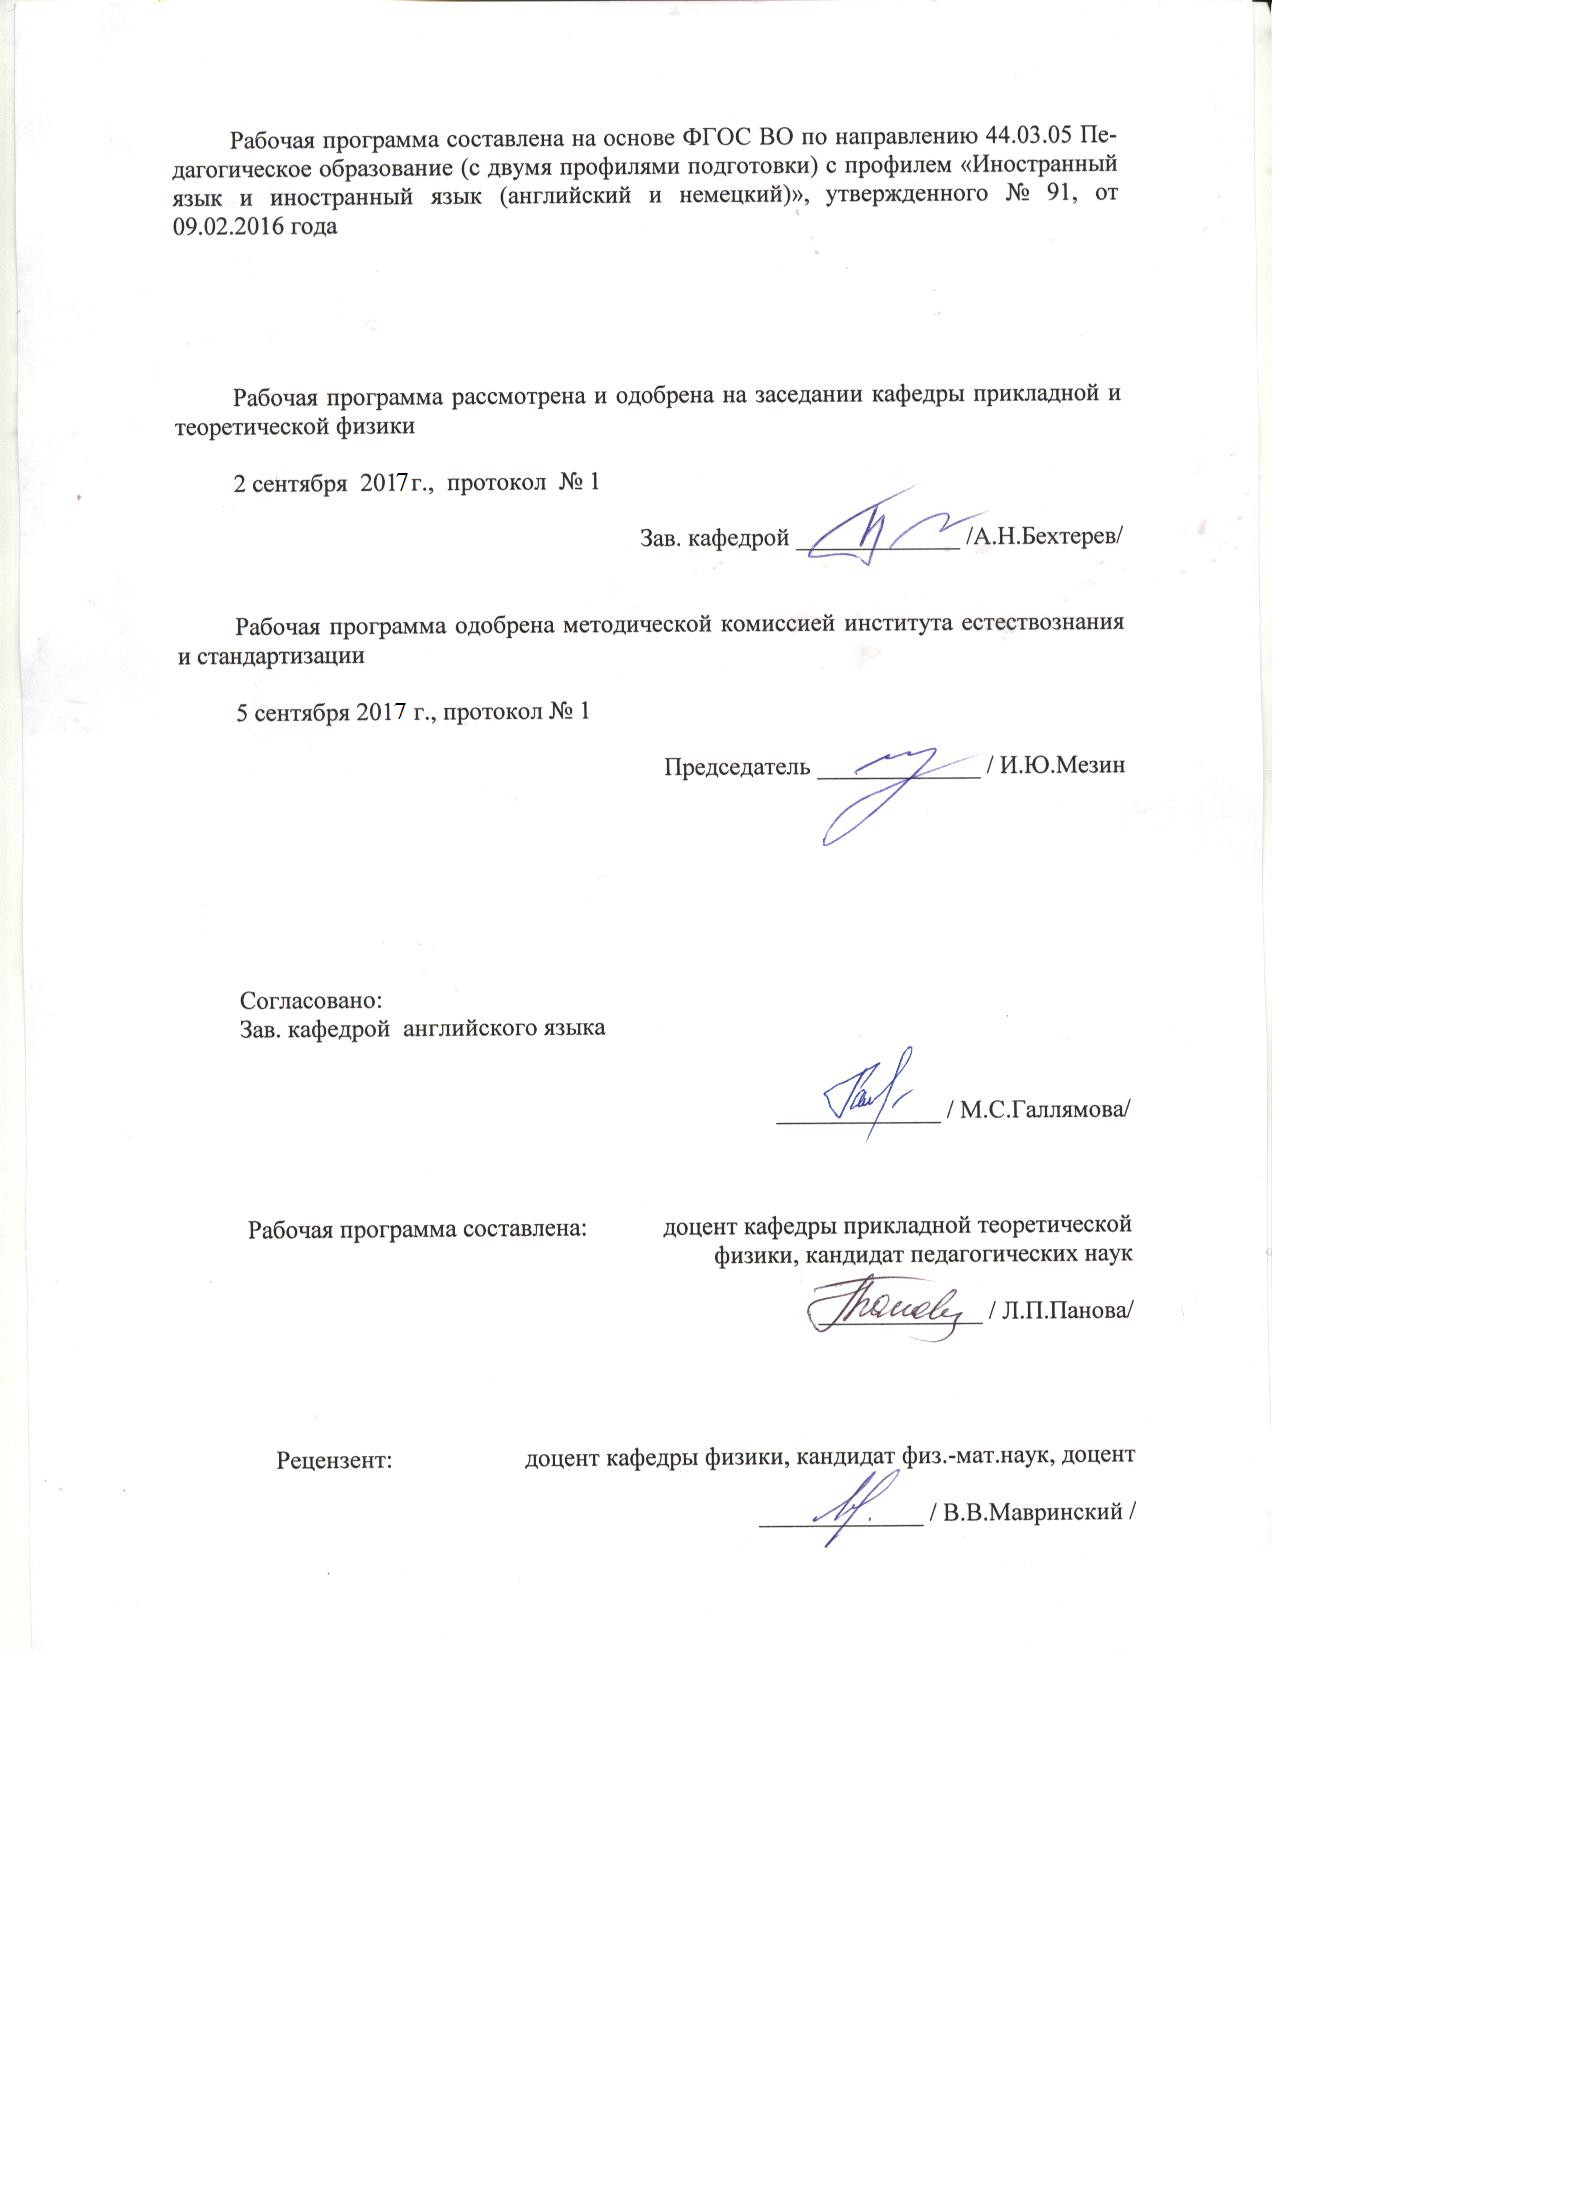 Рабочая программа составлена на основе ФГОС ВО по направлению 44.03.05 Пе-
дагогическое образование (с двумя профилями подготовки) с профилем «Иностранный
язык и иностранный язык (английский и немецкий)», утвержденного № 91, от
09.02.2016 года
Рабочая программа рассмотрена и одобрена на заседании кафедры прикладной и
теоретической физики
2 сентября 2017г., протокол № 1
Зав. кафедрой _____________ /А.Н.Бехтерев/
Рабочая программа одобрена методической комиссией института естествознания
и стандартизации
5 сентября 2017 г., протокол № 1
Председатель _____________ / И.Ю.Мезин
Согласовано:
Зав. кафедрой английского языка
_____________ / М.С.Галлямова/
Рабочая программа составлена: доцент кафедры прикладной теоретической
физики, кандидат педагогических наук
_____________ / Л.П.Панова/
Рецензент: доцент кафедры физики, кандидат физ.-мат.наук, доцент
_____________ / В.В.Мавринский /